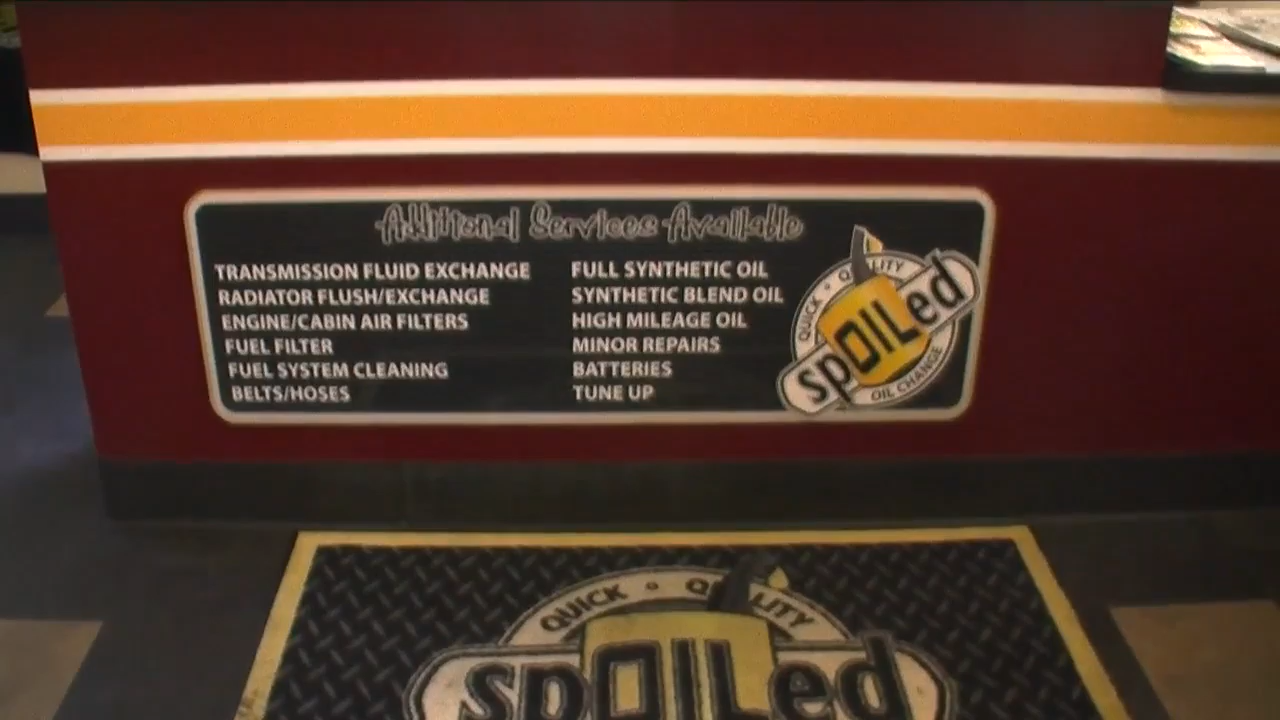 Additional Services Available
TRANSMISSION FLUID EXCHANGE
RADIATOR FLUSH/EXCHANGE
ENGINE/CABIN AIR FILTERS
FUEL FILTER
FUEL SYSTEM CLEANING
BELTS/HOSES
FULL SYNTHETIC OIL
SYNTHETIC BLEND OIL
HIGH MILEAGE OIL
MINOR REPAIRS
BATTERIES
TUNE UP
QUICK • QUALITY
spOILed
OIL CHANGE
QUICK • QUALITY
spOILed